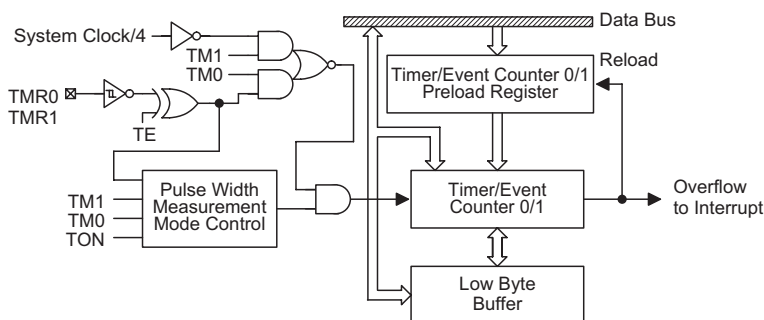 Data Bus
System Clock/4
TM1
TM0
Reload
Timer/Event Counter 0/1
Preload Register
TMR0
TMR1
TE
Pulse Width
Measurement
Mode Control
TM1
TM0
TON
Timer/Event
Counter 0/1
Overflow
to Interrupt
Low Byte
Buffer